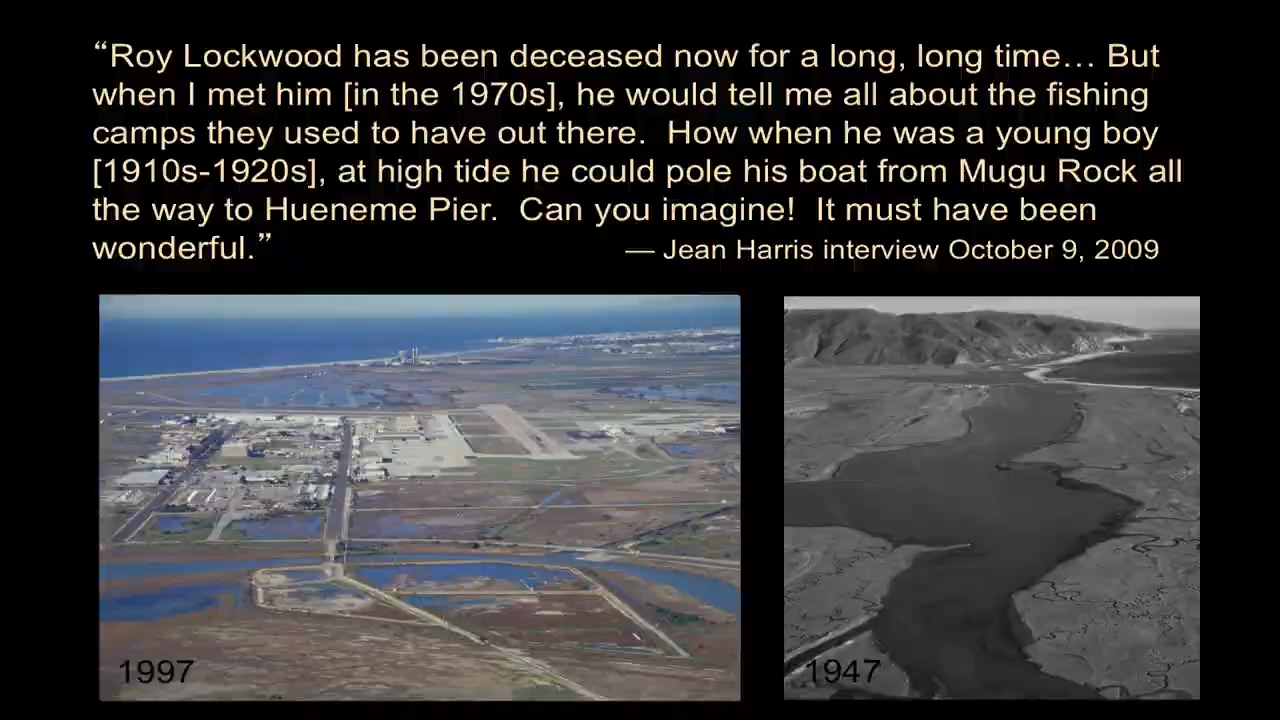 “Roy Lockwood has been deceased now for a long, long time… But
when I met him [in the 1970s], he would tell me all about the fishing
camps they used to have out there. How when he was a young boy
[1910s-1920s], at high tide he could pole his boat from Mugu Rock all
the way to Hueneme Pier. Can you imagine! It must have been
wonderful.” — Jean Harris interview October 9, 2009
1997
1947